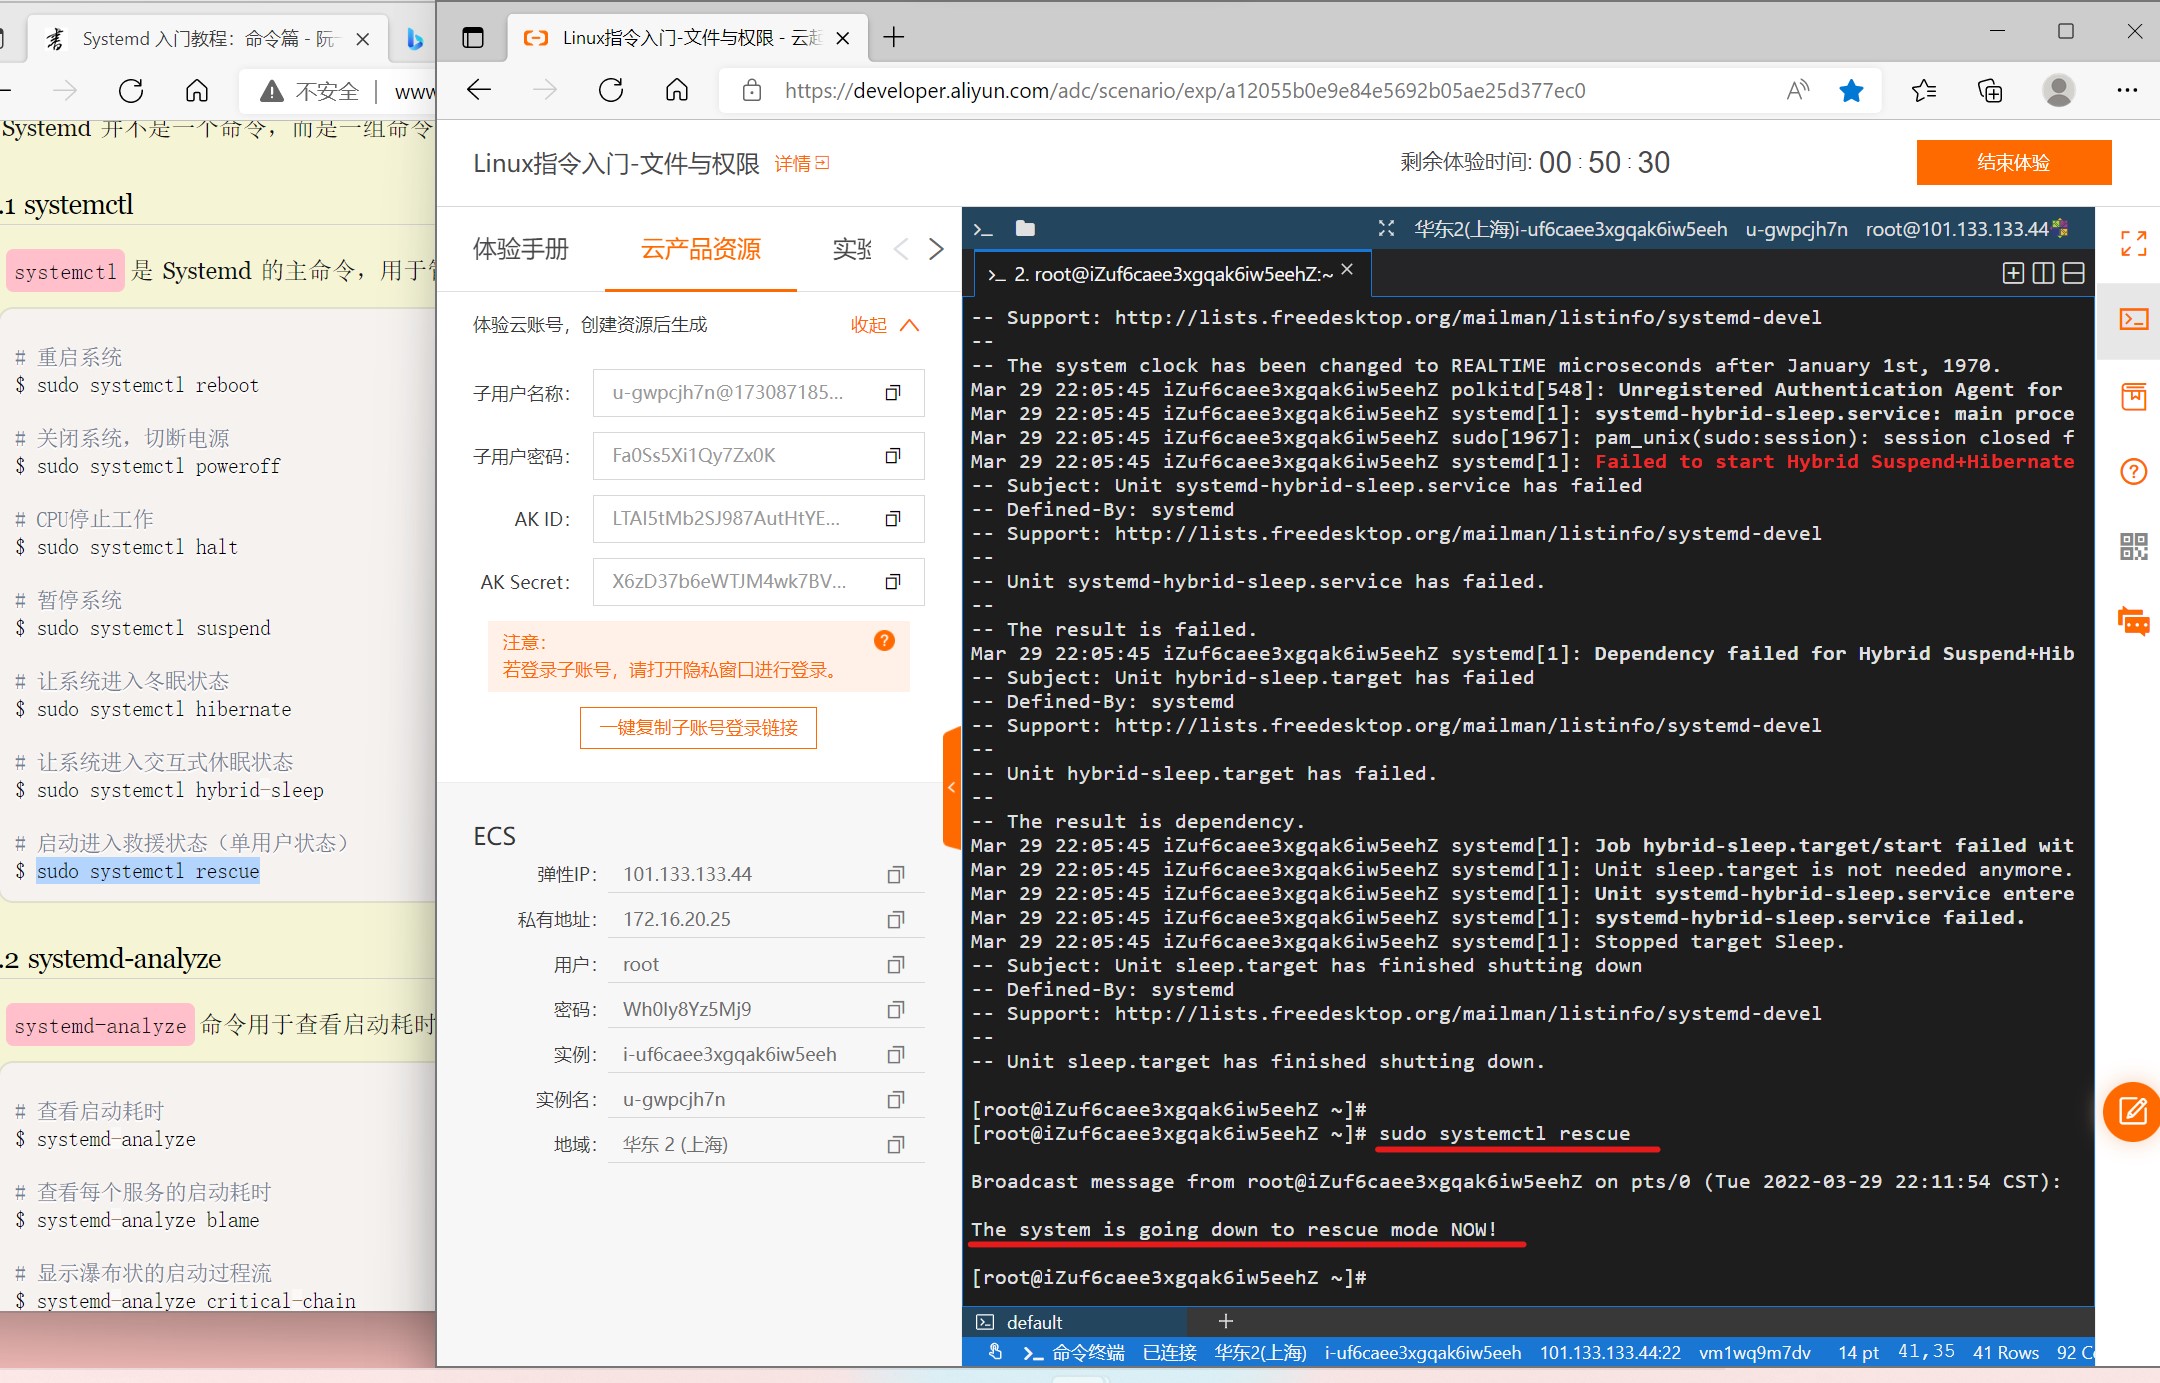 Systemd 入门教程：命令篇 - 阮一
不安全 | www
Systemd 并不是一个命令，而是一组命令
.1 systemctl
systemctl 是 Systemd 的主命令，用于管
# 重启系统
$ sudo systemctl reboot
# 关闭系统，切断电源
$ sudo systemctl poweroff
# CPU停止工作
$ sudo systemctl halt
# 暂停系统
$ sudo systemctl suspend
# 让系统进入冬眠状态
$ sudo systemctl hibernate
# 让系统进入交互式休眠状态
$ sudo systemctl hybrid-sleep
# 启动进入救援状态（单用户状态）
$ sudo systemctl rescue
.2 systemd-analyze
systemd-analyze 命令用于查看启动耗时
# 查看启动耗时
$ systemd-analyze
# 查看每个服务的启动耗时
$ systemd-analyze blame
# 显示瀑布状的启动过程流
$ systemd-analyze critical-chain
Linux指令入门-文件与权限 - 云起
https://developer.aliyun.com/adc/scenario/exp/a12055b0e9e84e5692b05ae25d377ec0
Linux指令入门-文件与权限 详情
剩余体验时间: 00 : 50 : 30
结束体验
体验手册 云产品资源 实验
体验云账号，创建资源后生成 收起
子用户名称： u-gwpcjh7n@173087185...
子用户密码： Fa0Ss5Xi1Qy7Zx0K
AK ID： LTAI5tMb2SJ987AutHtYE...
AK Secret： X6zD37b6eWTJM4wk7BV...
注意：
若登录子账号，请打开隐私窗口进行登录。
一键复制子账号登录链接
ECS
弹性IP： 101.133.133.44
私有地址： 172.16.20.25
用户： root
密码： Wh0Iy8Yz5Mj9
实例： i-uf6caee3xgqak6iw5eeh
实例名： u-gwpcjh7n
地域： 华东 2 (上海)
华东2(上海)i-uf6caee3xgqak6iw5eeh u-gwpcjh7n root@101.133.133.44
2. root@iZuf6caee3xgqak6iw5eehZ:~
-- Support: http://lists.freedesktop.org/mailman/listinfo/systemd-devel
--
-- The system clock has been changed to REALTIME microseconds after January 1st, 1970.
Mar 29 22:05:45 iZuf6caee3xgqak6iw5eehZ polkitd[548]: Unregistered Authentication Agent for
Mar 29 22:05:45 iZuf6caee3xgqak6iw5eehZ systemd[1]: systemd-hybrid-sleep.service: main proce
Mar 29 22:05:45 iZuf6caee3xgqak6iw5eehZ sudo[1967]: pam_unix(sudo:session): session closed f
Mar 29 22:05:45 iZuf6caee3xgqak6iw5eehZ systemd[1]: Failed to start Hybrid Suspend+Hibernate
-- Subject: Unit systemd-hybrid-sleep.service has failed
-- Defined-By: systemd
-- Support: http://lists.freedesktop.org/mailman/listinfo/systemd-devel
--
-- Unit systemd-hybrid-sleep.service has failed.
--
-- The result is failed.
Mar 29 22:05:45 iZuf6caee3xgqak6iw5eehZ systemd[1]: Dependency failed for Hybrid Suspend+Hib
-- Subject: Unit hybrid-sleep.target has failed
-- Defined-By: systemd
-- Support: http://lists.freedesktop.org/mailman/listinfo/systemd-devel
--
-- Unit hybrid-sleep.target has failed.
--
-- The result is dependency.
Mar 29 22:05:45 iZuf6caee3xgqak6iw5eehZ systemd[1]: Job hybrid-sleep.target/start failed wit
Mar 29 22:05:45 iZuf6caee3xgqak6iw5eehZ systemd[1]: Unit sleep.target is not needed anymore.
Mar 29 22:05:45 iZuf6caee3xgqak6iw5eehZ systemd[1]: Unit systemd-hybrid-sleep.service entere
Mar 29 22:05:45 iZuf6caee3xgqak6iw5eehZ systemd[1]: systemd-hybrid-sleep.service failed.
Mar 29 22:05:45 iZuf6caee3xgqak6iw5eehZ systemd[1]: Stopped target Sleep.
-- Subject: Unit sleep.target has finished shutting down
-- Defined-By: systemd
-- Support: http://lists.freedesktop.org/mailman/listinfo/systemd-devel
--
-- Unit sleep.target has finished shutting down.
[root@iZuf6caee3xgqak6iw5eehZ ~]#
[root@iZuf6caee3xgqak6iw5eehZ ~]# sudo systemctl rescue
Broadcast message from root@iZuf6caee3xgqak6iw5eehZ on pts/0 (Tue 2022-03-29 22:11:54 CST):
The system is going down to rescue mode NOW!
[root@iZuf6caee3xgqak6iw5eehZ ~]#
default
命令终端 已连接 华东2(上海) i-uf6caee3xgqak6iw5eeh 101.133.133.44:22 vm1wq9m7dv 14 pt 41,35 41 Rows 92 C